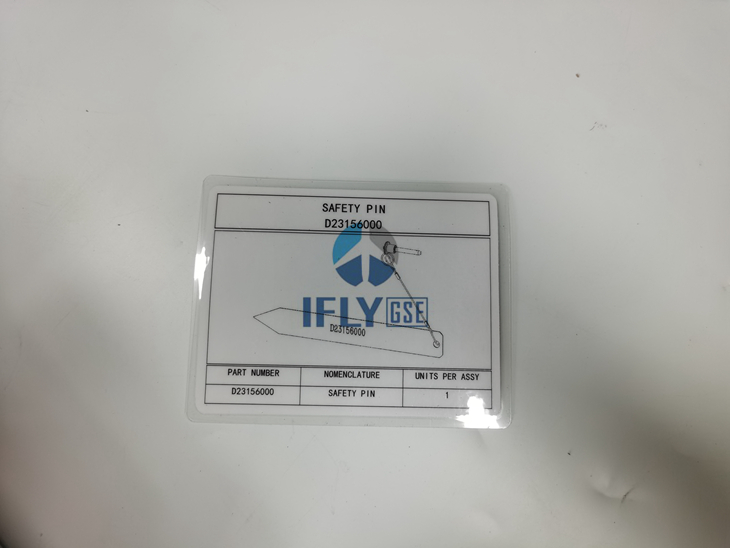 SAFETY PIN
D23156000
IFLY GSE
D23156000
PART NUMBER NOMENCLATURE UNITS PER ASSY
D23156000 SAFETY PIN 1